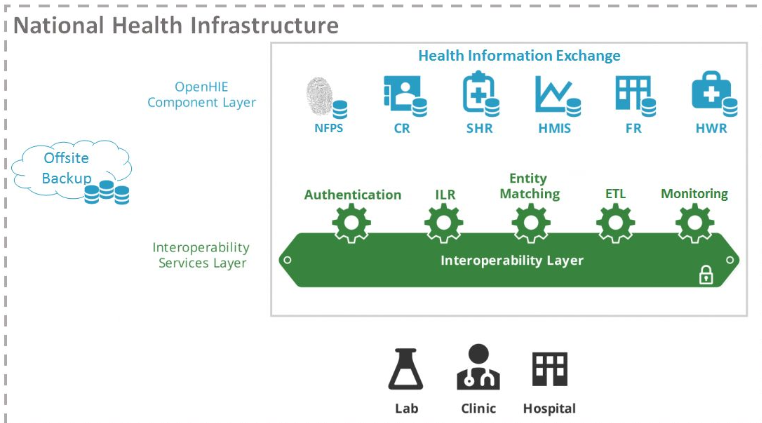 National Health Infrastructure
Health Information Exchange
OpenHIE
Component Layer
NFPS
CR
SHR
HMIS
FR
HWR
Offsite
Backup
Authentication
ILR
Entity
Matching
ETL
Monitoring
Interoperability
Services Layer
Interoperability Layer
Lab
Clinic
Hospital